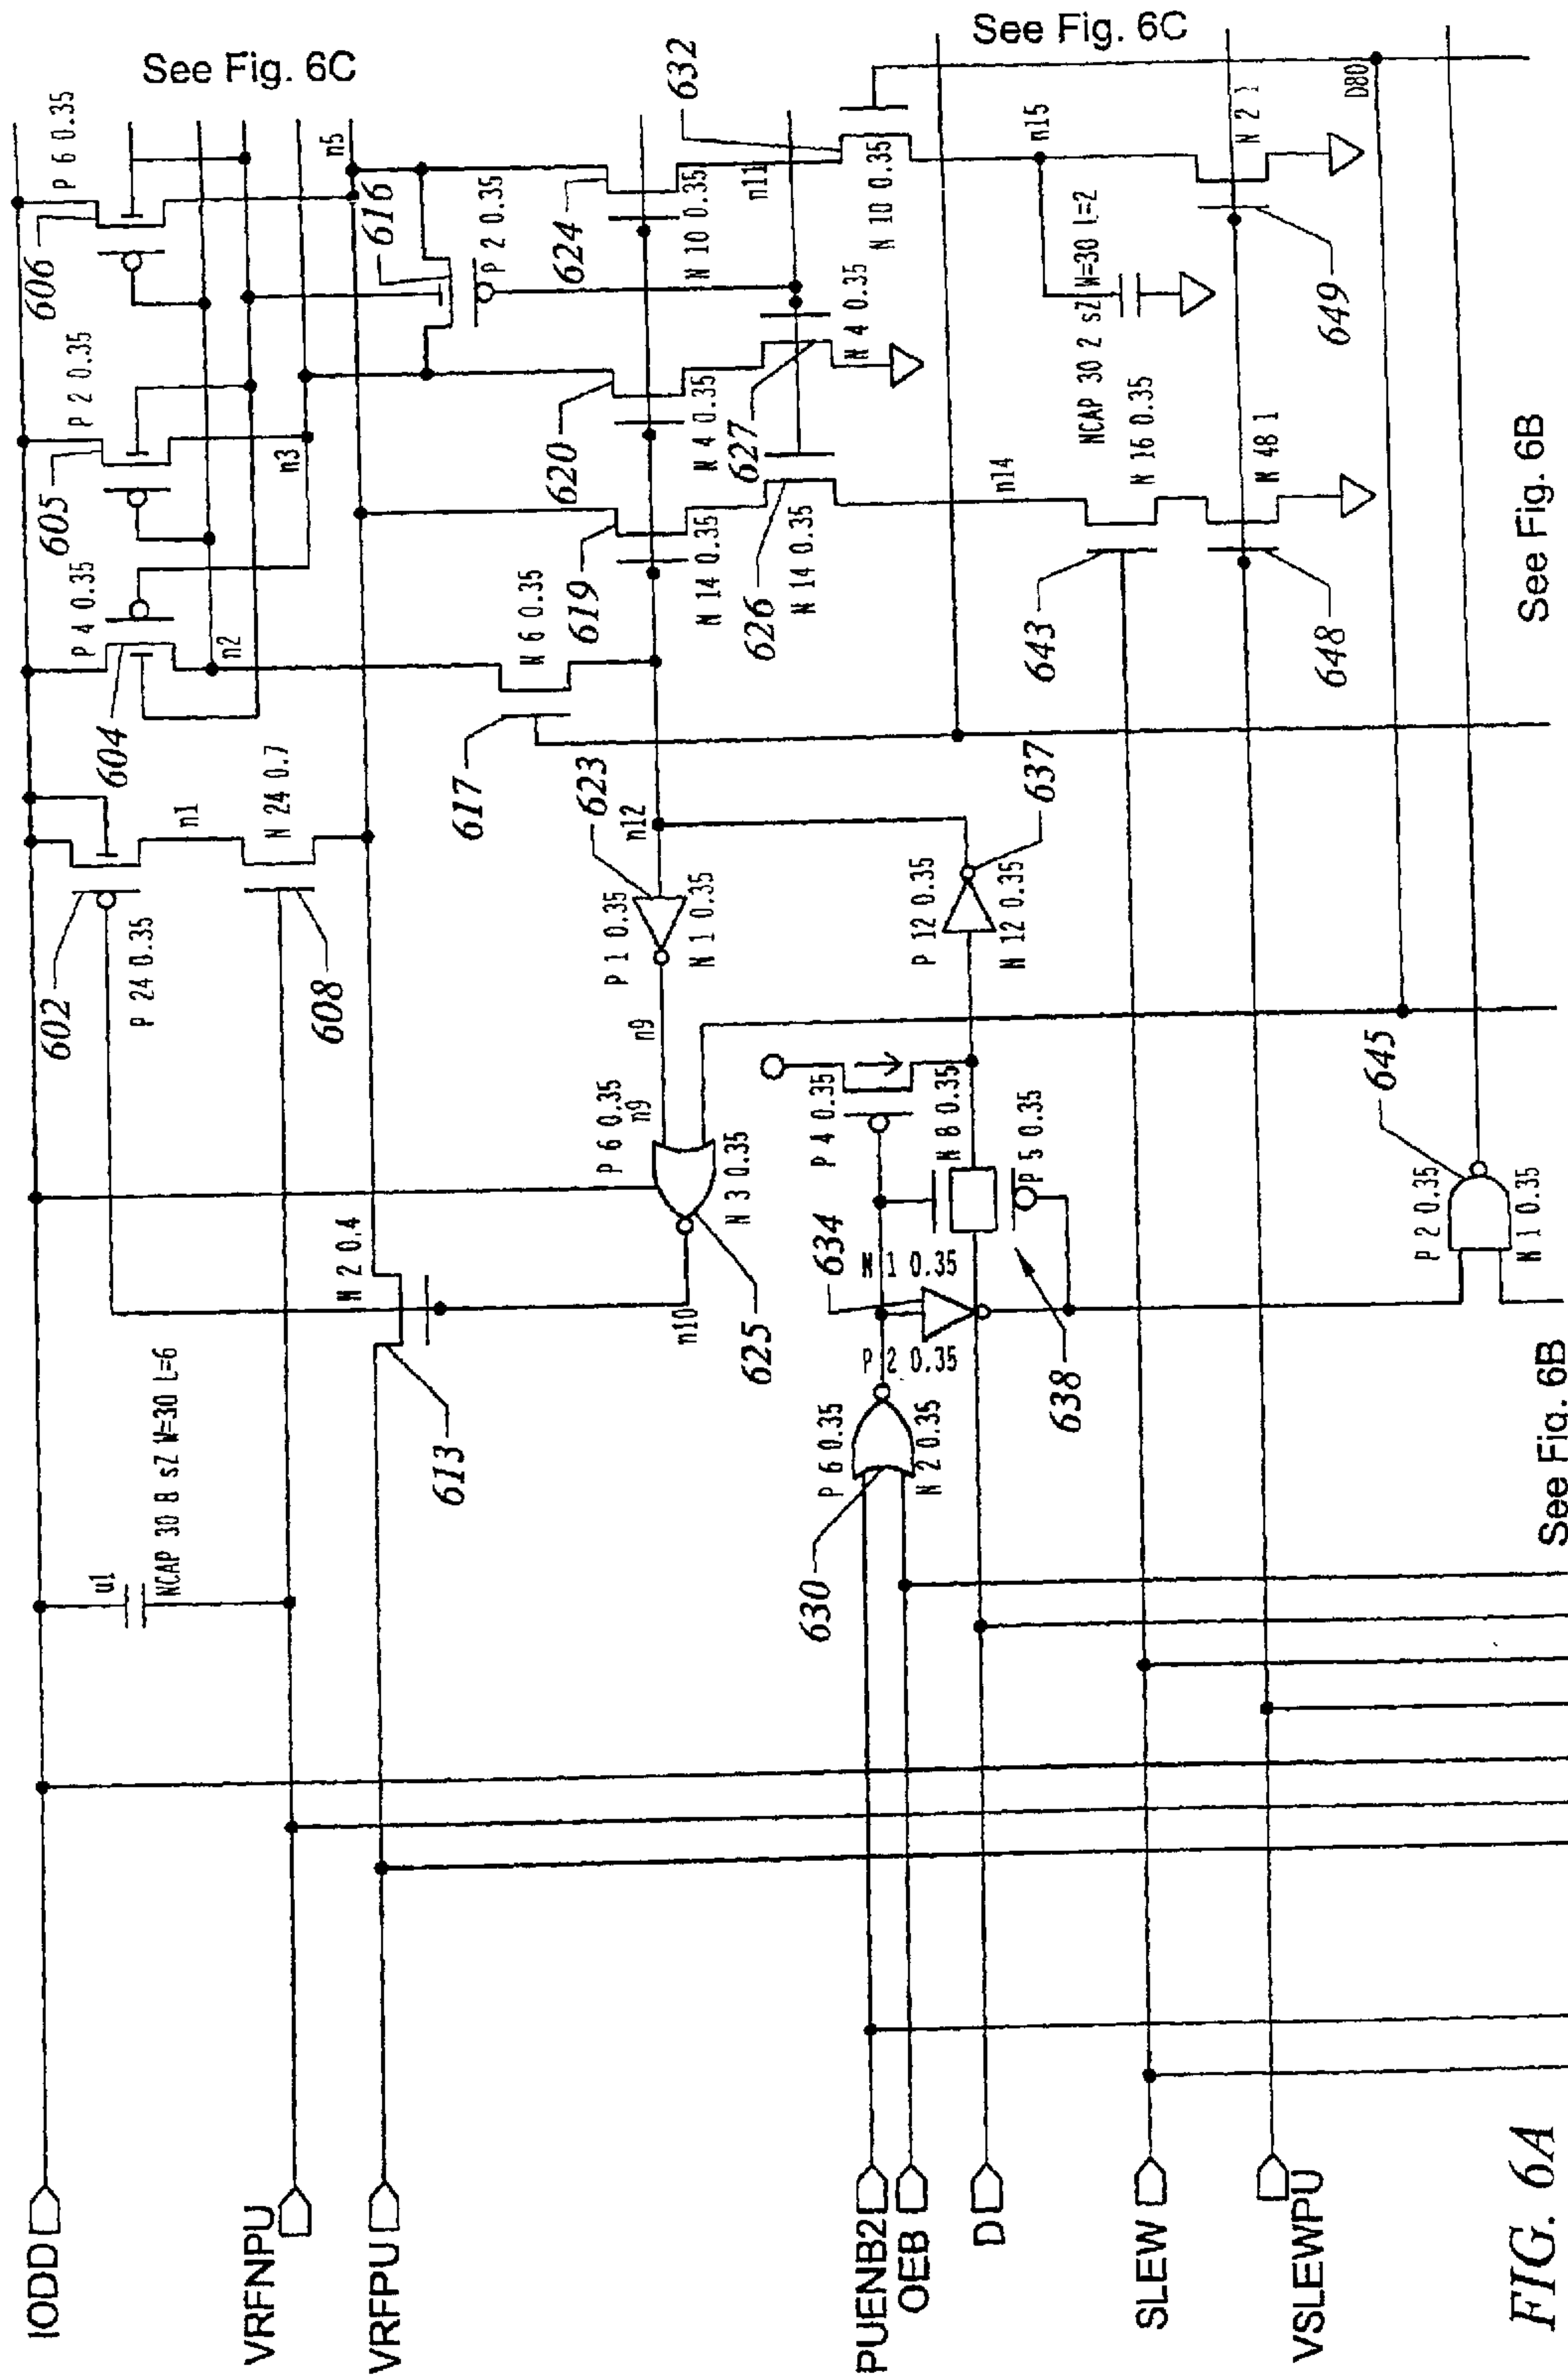 See Fig. 6C
See Fig. 6C
See Fig. 6B
See Fig. 6B
FIG. 6A
IODD
VRFNPU
VRFPU
PUENB2
OEB
D
SLEW
VSLEWPU
u1
NCAP 30 8 sZ W=30 L=6
602
P 24 0.35
n1
N 24 0.7
608
604
P 4 0.35
n2
605
P 2 0.35
n3
606
P 6 0.35
n5
616
P 2 0.35
613
N 2 0.4
n10
625
P 6 0.35
n9
N 3 0.35
n9
P 1 0.35
N 1 0.35
623
n12
617
N 6 0.35
619
N 14 0.35
620
N 4 0.35
624
N 10 0.35
n11
626
N 14 0.35
627
N 4 0.35
632
N 10 0.35
n14
n15
630
P 6 0.35
N 2 0.35
634
N 1 0.35
P 2 0.35
638
P 4 0.35
N 8 0.35
P 5 0.35
P 12 0.35
N 12 0.35
637
643
N 16 0.35
NCAP 30 2 sZ W=30 L=2
648
N 48 1
649
N 2
D80
645
P 2 0.35
N 1 0.35